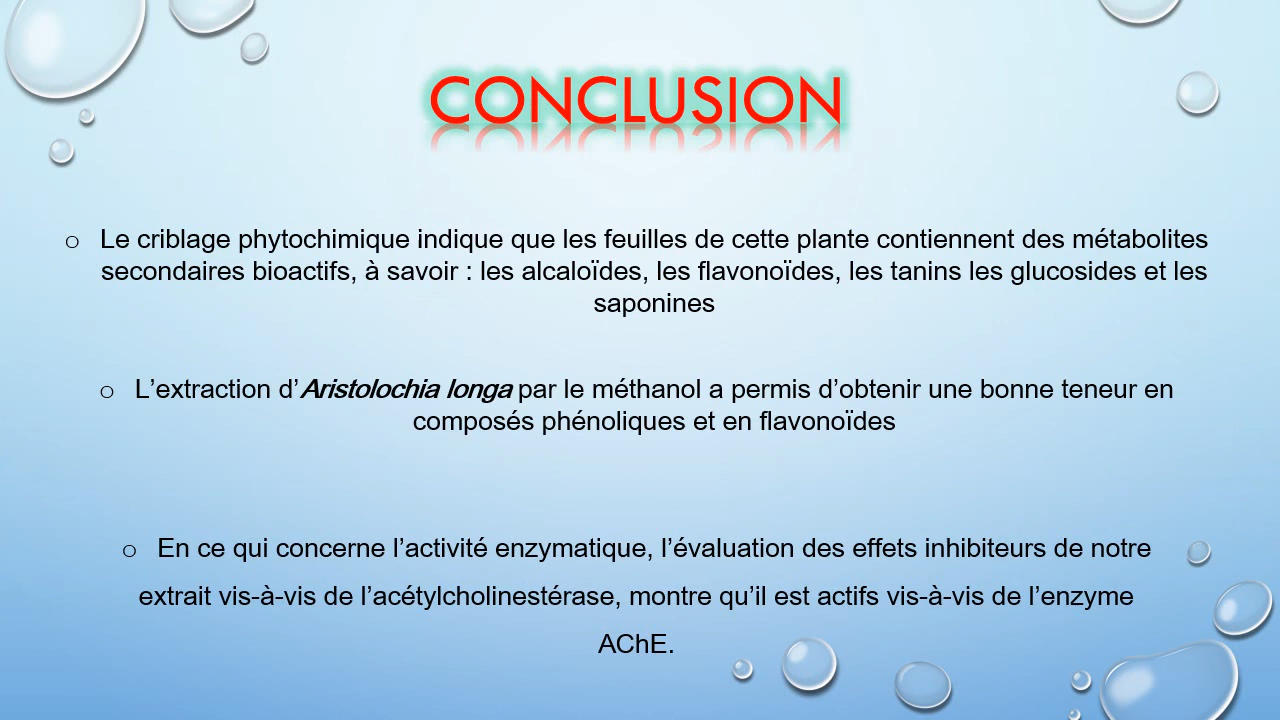 CONCLUSION
o Le criblage phytochimique indique que les feuilles de cette plante contiennent des métabolites
secondaires bioactifs, à savoir : les alcaloïdes, les flavonoïdes, les tanins les glucosides et les
saponines
o L’extraction d’Aristolochia longa par le méthanol a permis d’obtenir une bonne teneur en
composés phénoliques et en flavonoïdes
o En ce qui concerne l’activité enzymatique, l’évaluation des effets inhibiteurs de notre
extrait vis-à-vis de l’acétylcholinestérase, montre qu’il est actifs vis-à-vis de l’enzyme
AChE.